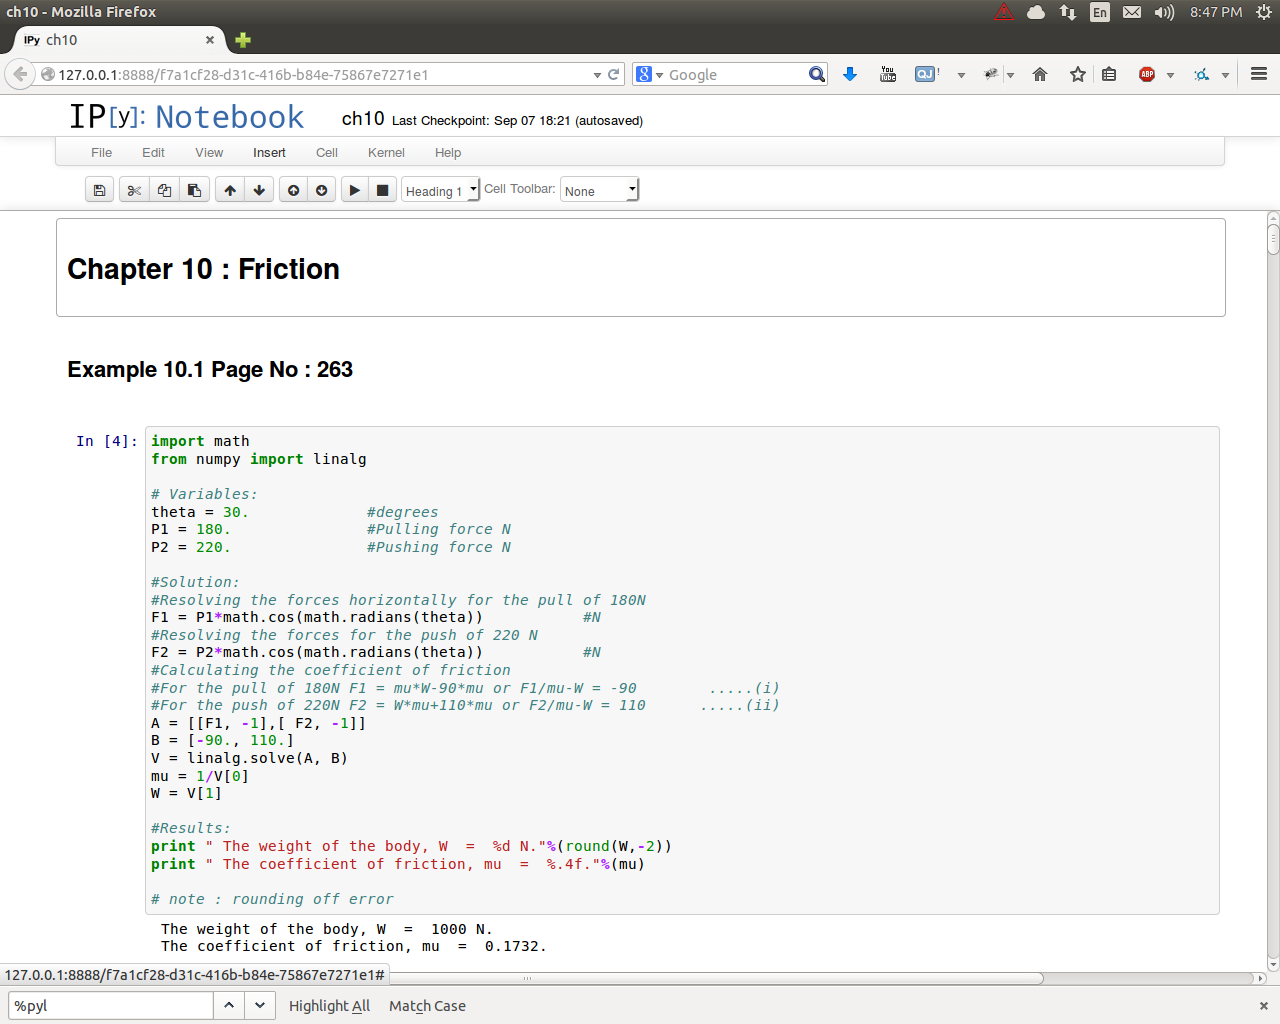 ch10 - Mozilla Firefox
En
8:47 PM
IPy ch10
127.0.0.1:8888/f7a1cf28-d31c-416b-b84e-75867e7271e1
8 Google
You Tube
QJ !
ABP
IP[y]: Notebook ch10 Last Checkpoint: Sep 07 18:21 (autosaved)
File Edit View Insert Cell Kernel Help
Heading 1 Cell Toolbar: None
Chapter 10 : Friction
Example 10.1 Page No : 263
In [4]: import math
from numpy import linalg
# Variables:
theta = 30. #degrees
P1 = 180. #Pulling force N
P2 = 220. #Pushing force N
#Solution:
#Resolving the forces horizontally for the pull of 180N
F1 = P1*math.cos(math.radians(theta)) #N
#Resolving the forces for the push of 220 N
F2 = P2*math.cos(math.radians(theta)) #N
#Calculating the coefficient of friction
#For the pull of 180N F1 = mu*W-90*mu or F1/mu-W = -90 .....(i)
#For the push of 220N F2 = W*mu+110*mu or F2/mu-W = 110 .....(ii)
A = [[F1, -1],[ F2, -1]]
B = [-90., 110.]
V = linalg.solve(A, B)
mu = 1/V[0]
W = V[1]
#Results:
print " The weight of the body, W  =  %d N."%(round(W,-2))
print " The coefficient of friction, mu  =  %.4f."%(mu)
# note : rounding off error
The weight of the body, W  =  1000 N.
The coefficient of friction, mu  =  0.1732.
127.0.0.1:8888/f7a1cf28-d31c-416b-b84e-75867e7271e1#
%pyl Highlight All Match Case